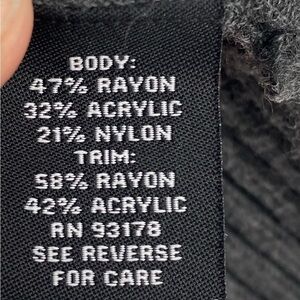 BODY:
47% RAYON
32% ACRYLIC
21% NYLON
TRIM:
58% RAYON
42% ACRYLIC
RN 93178
SEE REVERSE
FOR CARE